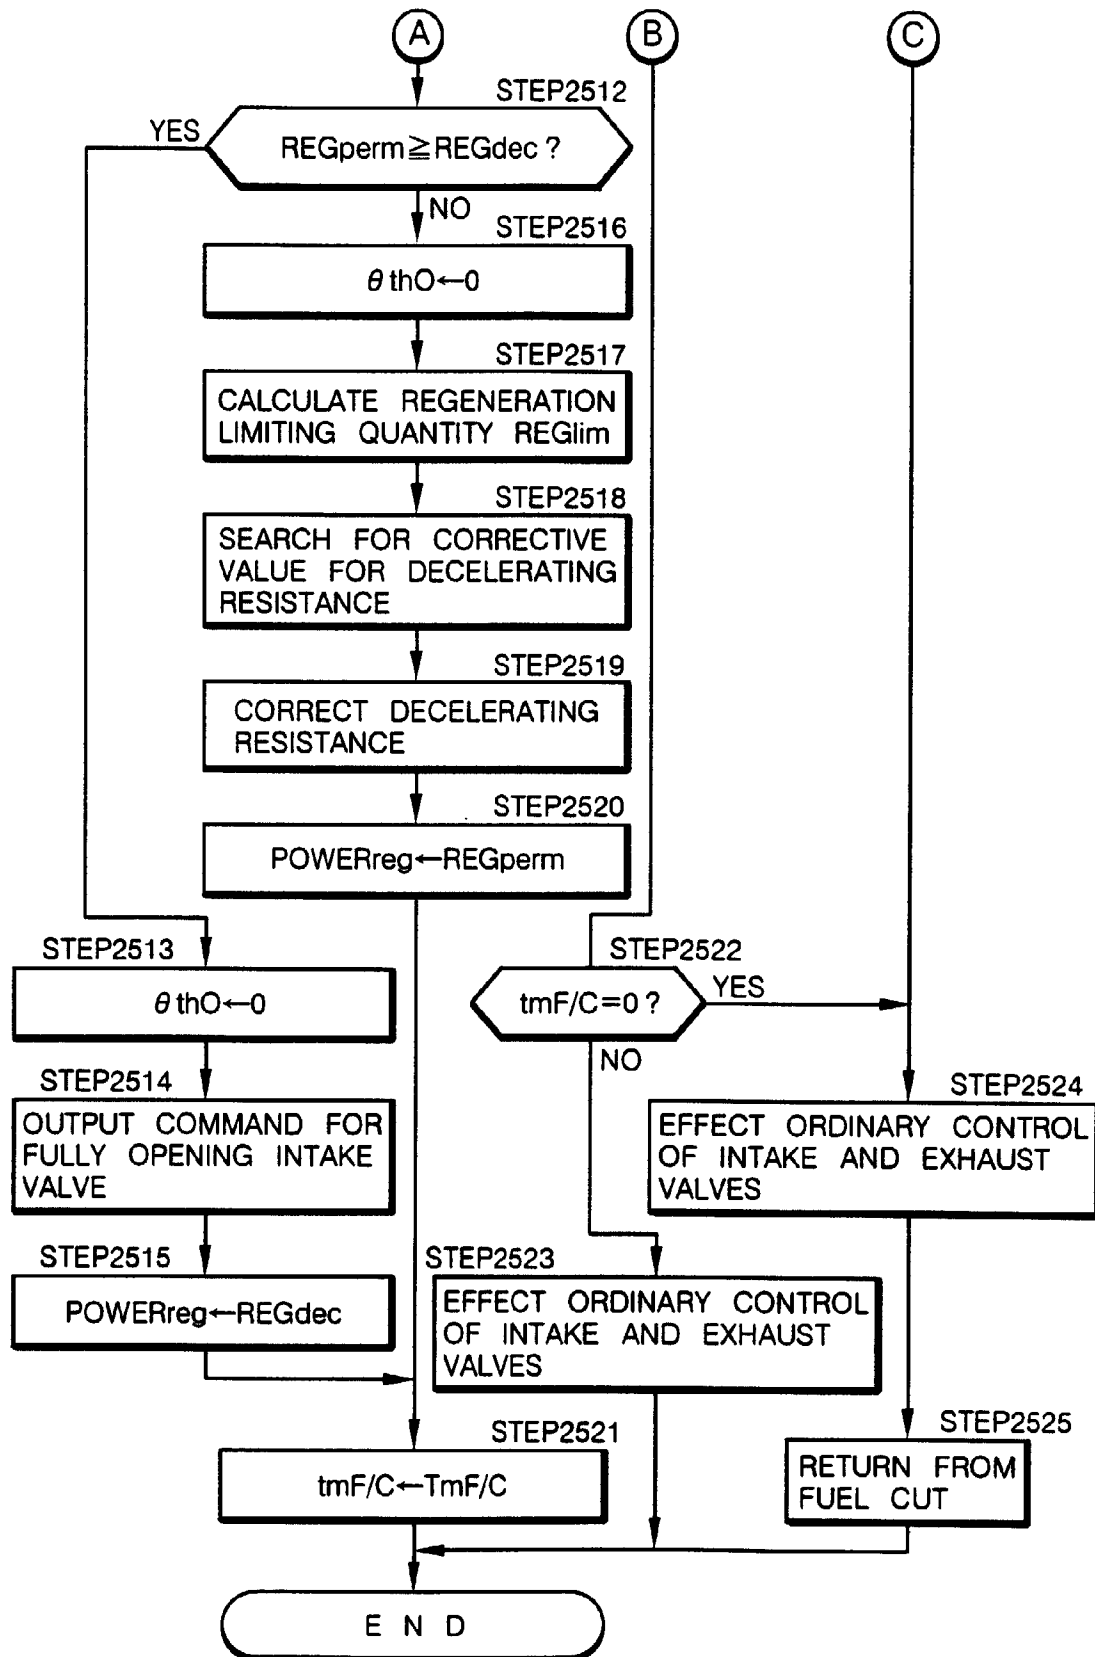 A
B
C
STEP2512
YES
REGperm≧REGdec ?
NO
STEP2516
θ thO←0
STEP2517
CALCULATE REGENERATION
LIMITING QUANTITY REGlim
STEP2518
SEARCH FOR CORRECTIVE
VALUE FOR DECELERATING
RESISTANCE
STEP2519
CORRECT DECELERATING
RESISTANCE
STEP2520
POWERreg←REGperm
STEP2513
θ thO←0
STEP2514
OUTPUT COMMAND FOR
FULLY OPENING INTAKE
VALVE
STEP2515
POWERreg←REGdec
STEP2522
tmF/C=0 ?
YES
NO
STEP2524
EFFECT ORDINARY CONTROL
OF INTAKE AND EXHAUST
VALVES
STEP2523
EFFECT ORDINARY CONTROL
OF INTAKE AND EXHAUST
VALVES
STEP2521
tmF/C←TmF/C
STEP2525
RETURN FROM
FUEL CUT
E N D